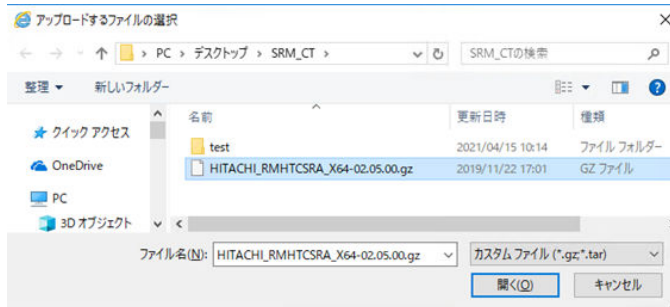 アップロードするファイルの選択
PC > デスクトップ > SRM_CT >
SRM_CTの検索
整理 新しいフォルダー
名前 更新日時 種類
クイック アクセス
test 2021/04/15 10:14 ファイル フォルダー
HITACHI_RMHTCSRA_X64-02.05.00.gz 2019/11/22 17:01 GZ ファイル
OneDrive
PC
3D オブジェクト
ファイル名(N): HITACHI_RMHTCSRA_X64-02.05.00.gz カスタム ファイル (*.gz;*.tar)
開く(O) キャンセル